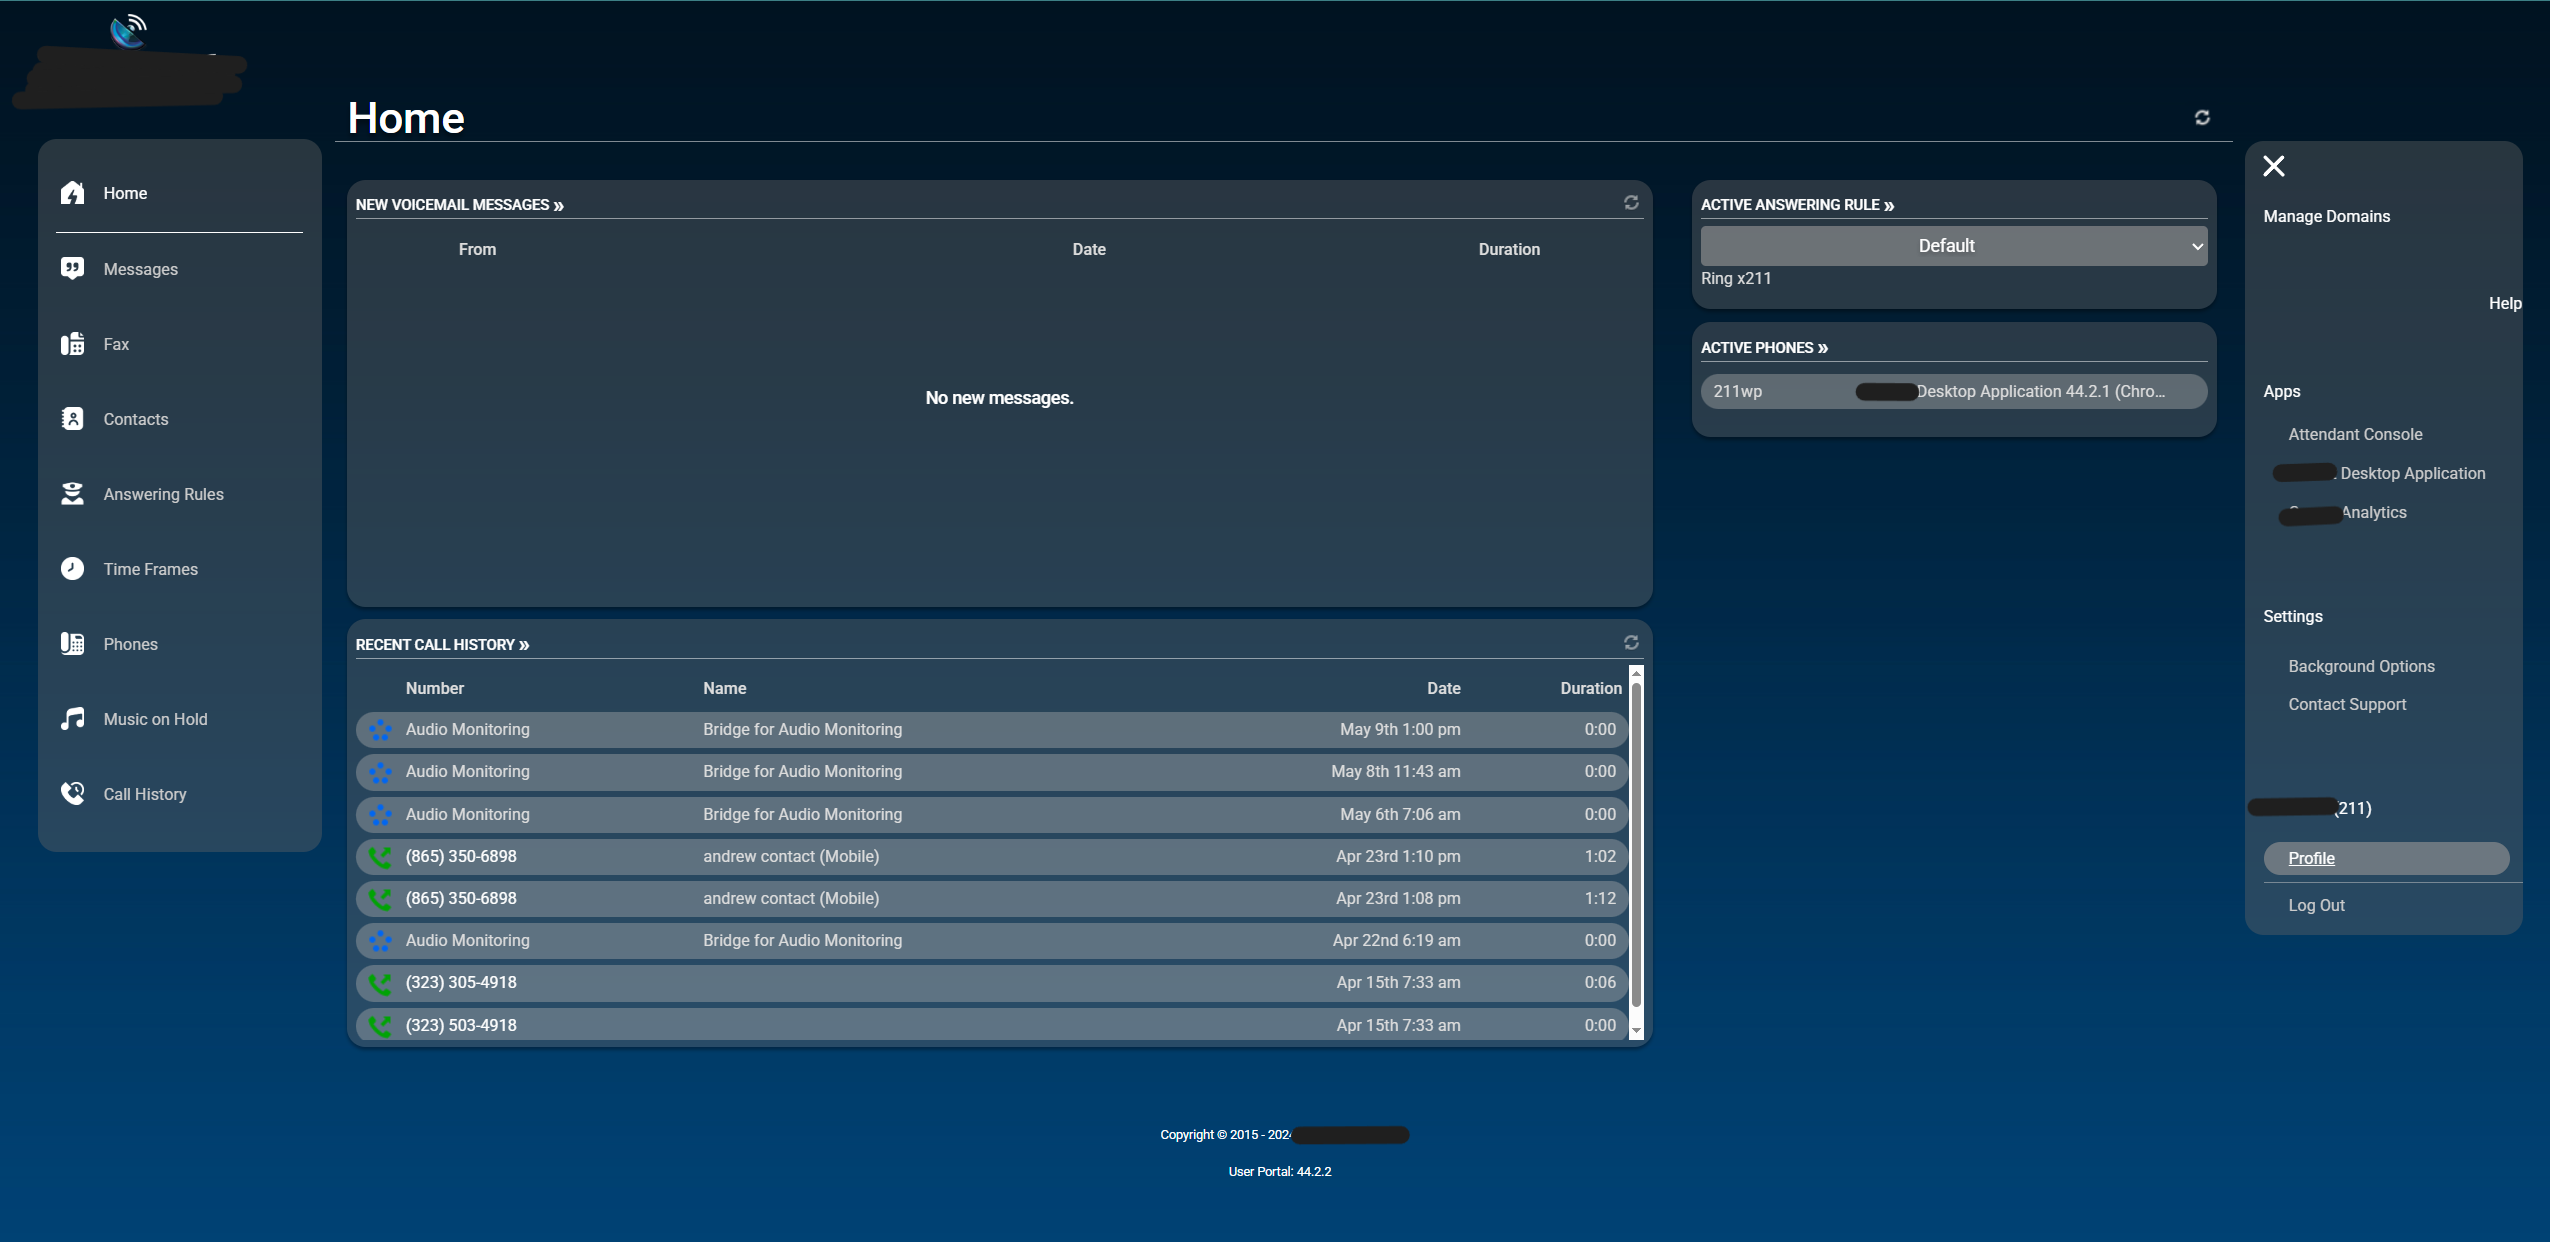 Home
Home
Messages
Fax
Contacts
Answering Rules
Time Frames
Phones
Music on Hold
Call History
NEW VOICEMAIL MESSAGES »
From Date Duration
No new messages.
RECENT CALL HISTORY »
Number Name Date Duration
Audio Monitoring Bridge for Audio Monitoring May 9th 1:00 pm 0:00
Audio Monitoring Bridge for Audio Monitoring May 8th 11:43 am 0:00
Audio Monitoring Bridge for Audio Monitoring May 6th 7:06 am 0:00
(865) 350-6898 andrew contact (Mobile) Apr 23rd 1:10 pm 1:02
(865) 350-6898 andrew contact (Mobile) Apr 23rd 1:08 pm 1:12
Audio Monitoring Bridge for Audio Monitoring Apr 22nd 6:19 am 0:00
(323) 305-4918 Apr 15th 7:33 am 0:06
(323) 503-4918 Apr 15th 7:33 am 0:00
ACTIVE ANSWERING RULE »
Default
Ring x211
ACTIVE PHONES »
211wp Desktop Application 44.2.1 (Chro...
Manage Domains
Help
Apps
Attendant Console
Desktop Application
Analytics
Settings
Background Options
Contact Support
(211)
Profile
Log Out
Copyright © 2015 - 2024
User Portal: 44.2.2